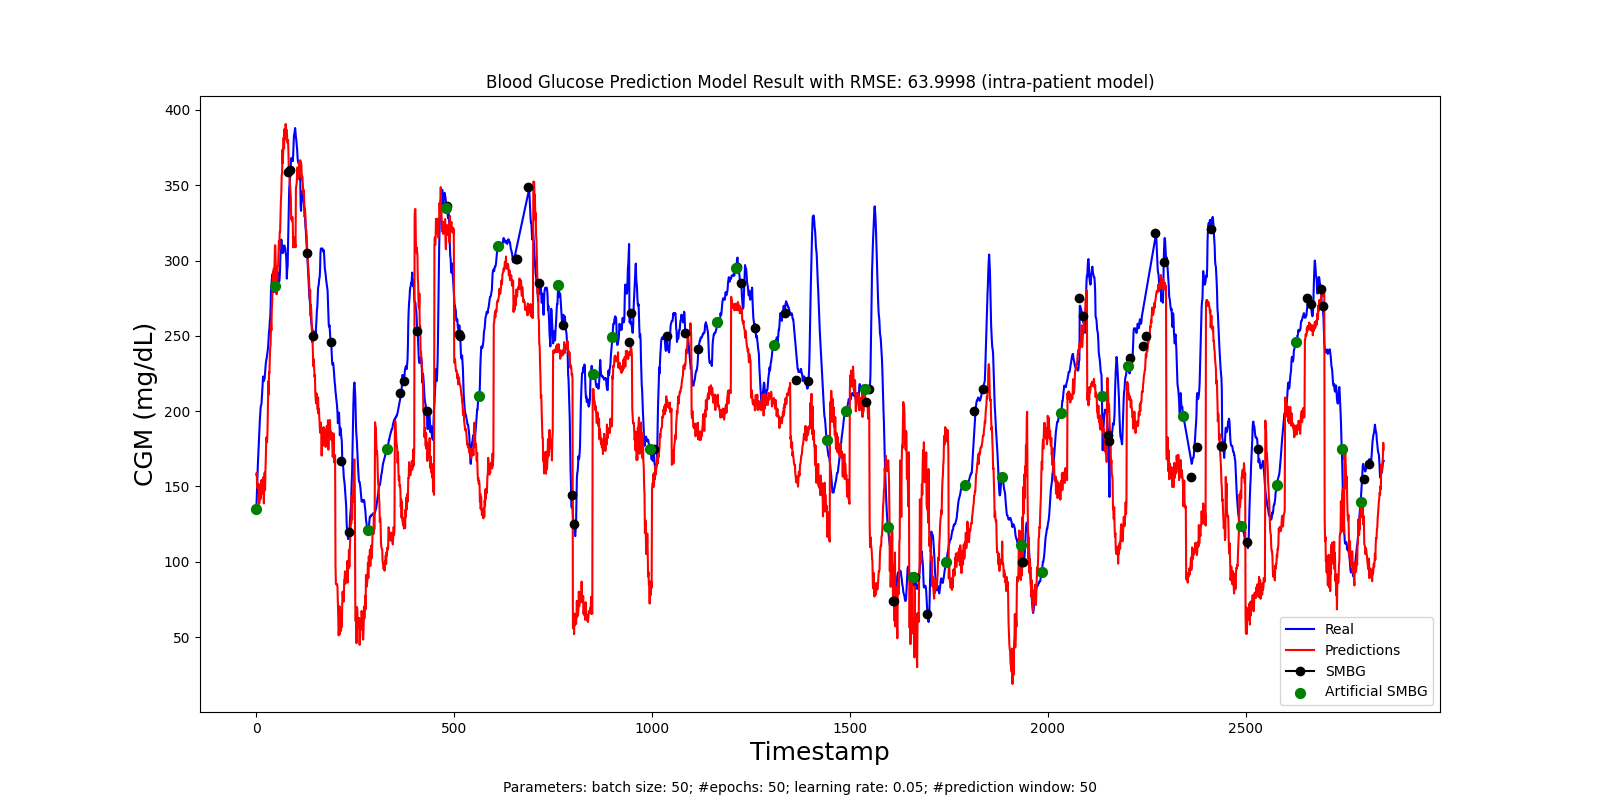 Blood Glucose Prediction Model Result with RMSE: 63.9998 (intra-patient model)
CGM (mg/dL)
400
350
300
250
200
150
100
50
0
500
1000
1500
2000
2500
Real
Predictions
SMBG
Artificial SMBG
Timestamp
Parameters: batch size: 50; #epochs: 50; learning rate: 0.05; #prediction window: 50